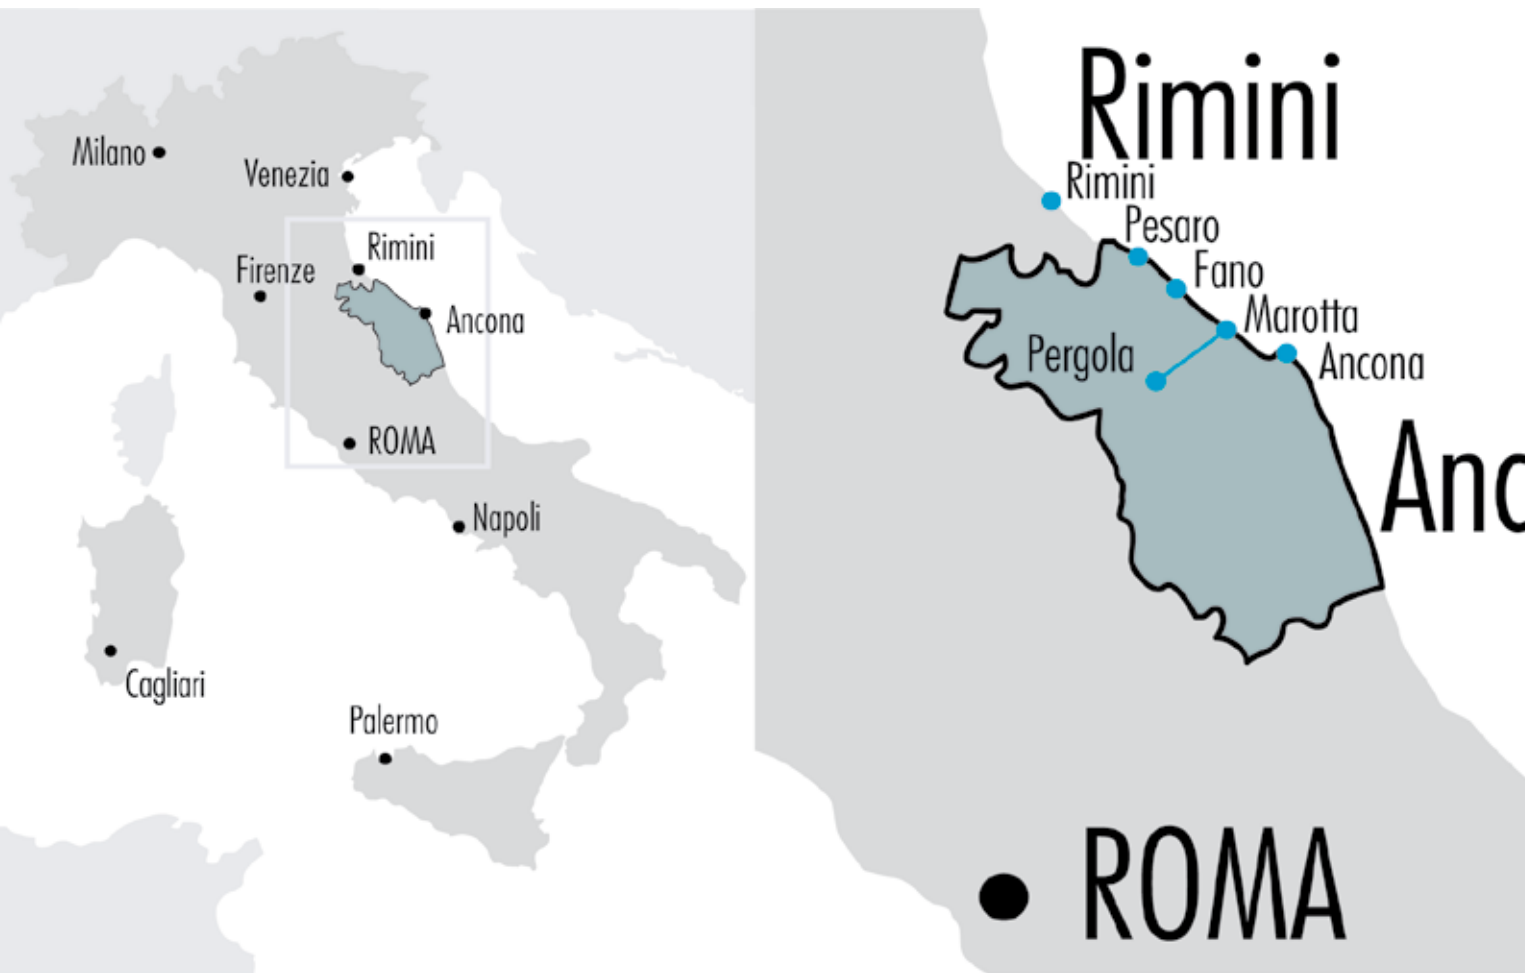 Milano
Venezia
Rimini
Firenze
Ancona
ROMA
Napoli
Cagliari
Palermo
Rimini
Rimini
Pesaro
Fano
Marotta
Pergola
Ancona
Anc
ROMA